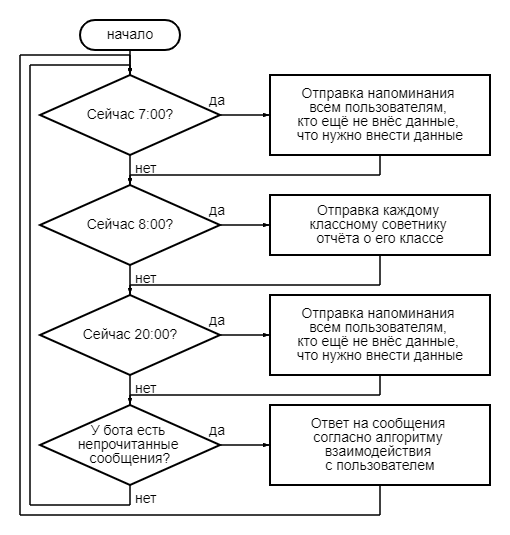 начало
Сейчас 7:00?
да
Отправка напоминания
всем пользователям,
кто ещё не внёс данные,
что нужно внести данные
нет
Сейчас 8:00?
да
Отправка каждому
классному советнику
отчёта о его классе
нет
Сейчас 20:00?
да
Отправка напоминания
всем пользователям,
кто ещё не внёс данные,
что нужно внести данные
нет
У бота есть
непрочитанные
сообщения?
да
Ответ на сообщения
согласно алгоритму
взаимодействия
с пользователем
нет